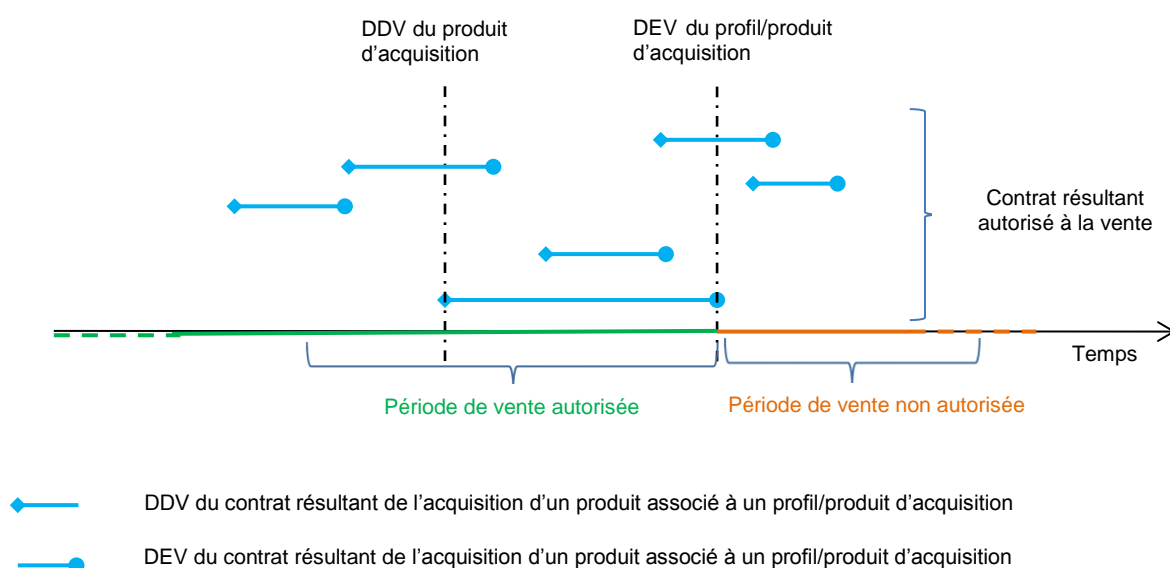 DDV du produit
d’acquisition
DEV du profil/produit
d’acquisition
Contrat résultant
autorisé à la vente
Temps
Période de vente autorisée
Période de vente non autorisée
DDV du contrat résultant de l’acquisition d’un produit associé à un profil/produit d’acquisition
DEV du contrat résultant de l’acquisition d’un produit associé à un profil/produit d’acquisition